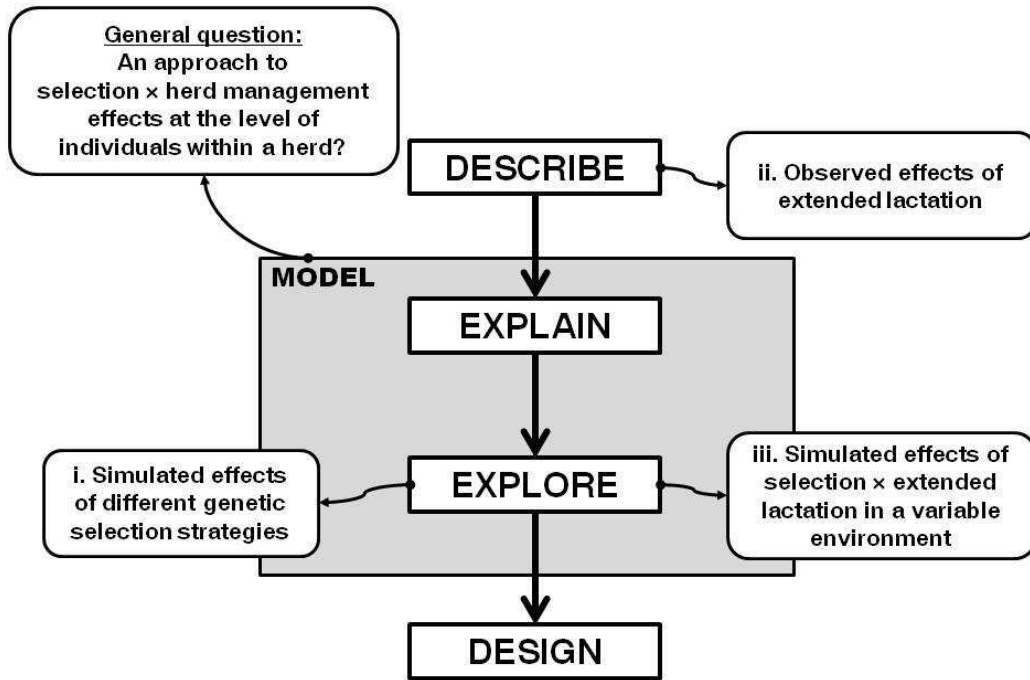 General question:
An approach to
selection × herd management
effects at the level of
individuals within a herd?
DESCRIBE
ii. Observed effects of
extended lactation
MODEL
EXPLAIN
i. Simulated effects
of different genetic
selection strategies
EXPLORE
iii. Simulated effects of
selection × extended
lactation in a variable
environment
DESIGN